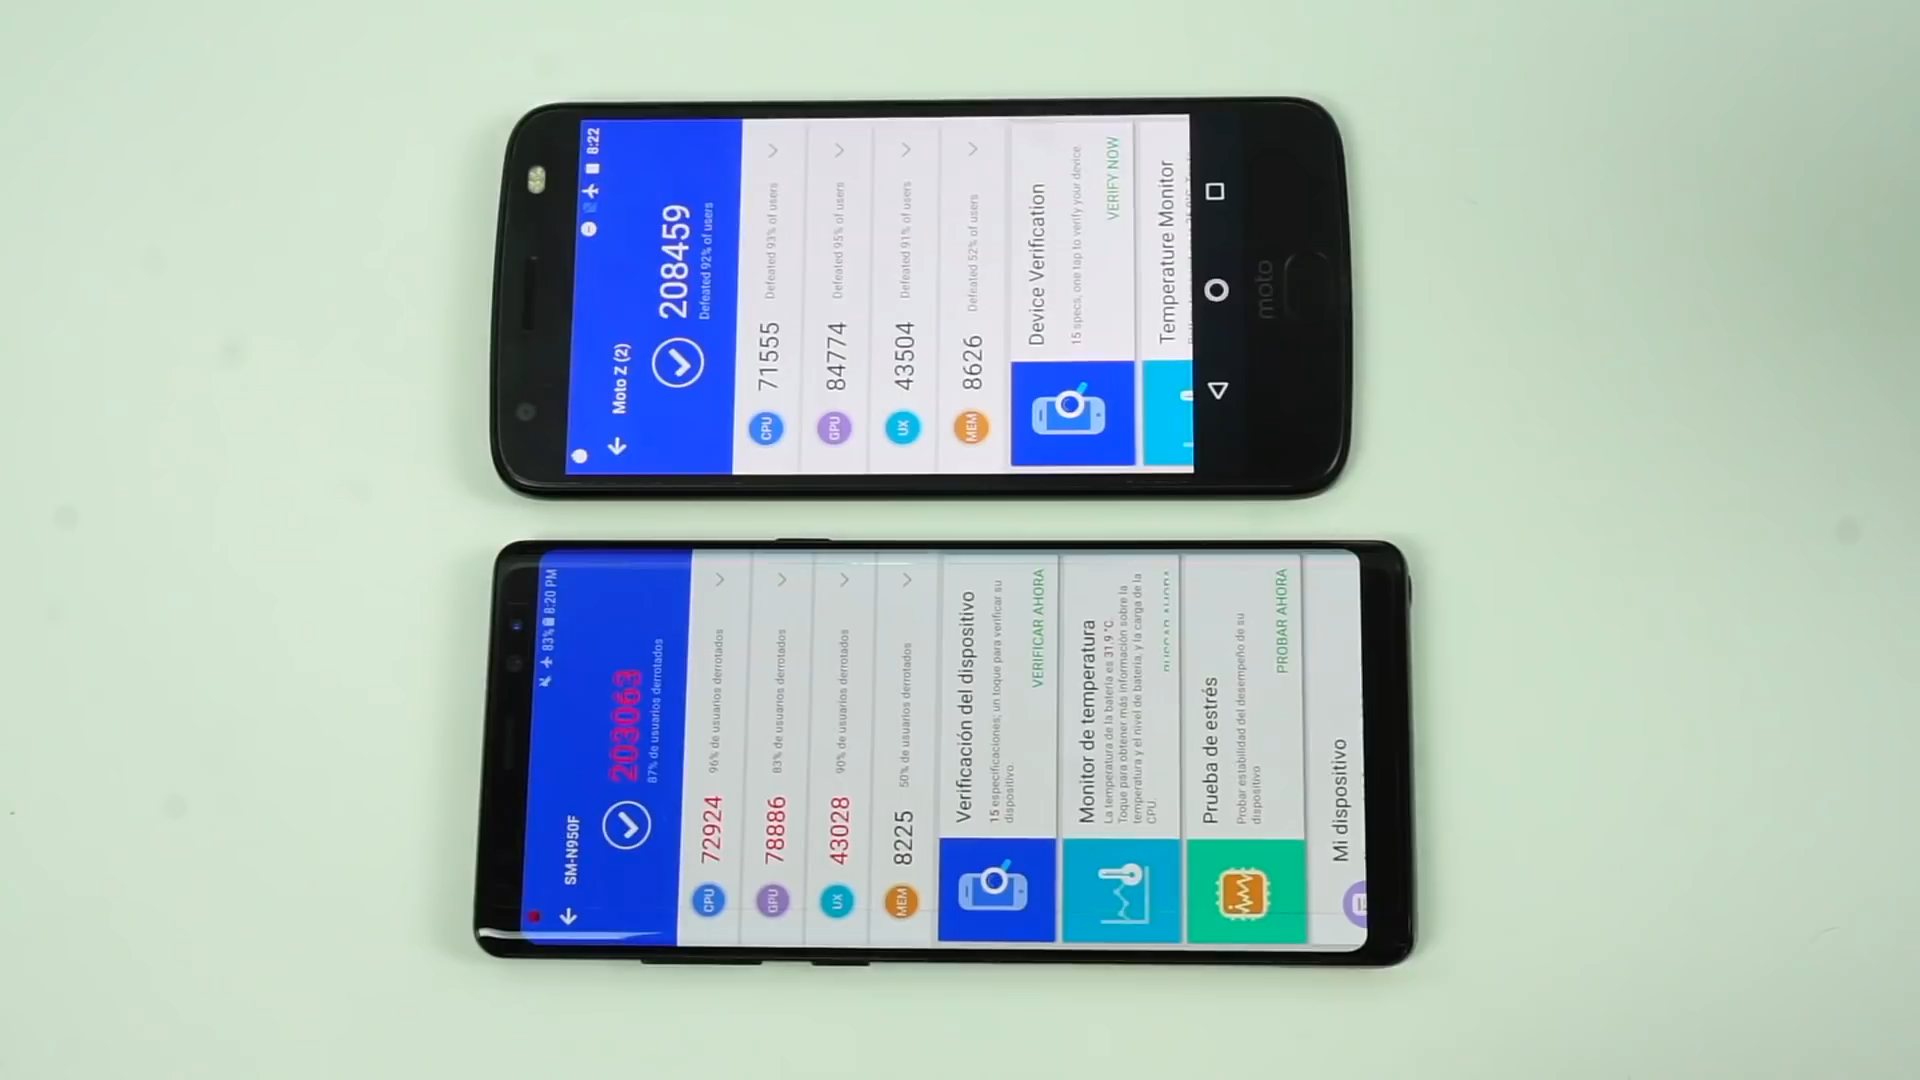 8:22
Moto Z (2)
208459
Defeated 92% of users
CPU 71555 Defeated 93% of users
GPU 84774 Defeated 95% of users
UX 43504 Defeated 91% of users
MEM 8626 Defeated 52% of users
Device Verification
15 specs, one tap to verify your device.
VERIFY NOW
Temperature Monitor
moto
83% 8:20 PM
SM-N950F
203063
87% de usuarios derrotados
CPU 72924 96% de usuarios derrotados
GPU 78886 83% de usuarios derrotados
UX 43028 90% de usuarios derrotados
MEM 8225 50% de usuarios derrotados
Verificación del dispositivo
15 especificaciones; un toque para verificar su
dispositivo.
VERIFICAR AHORA
Monitor de temperatura
La temperatura de la batería es 31.9 °C.
Toque para obtener más información sobre la
temperatura y el nivel de batería, y la carga de la
CPU.
Prueba de estrés
Probar estabilidad del desempeño de su
dispositivo
PROBAR AHORA
Mi dispositivo